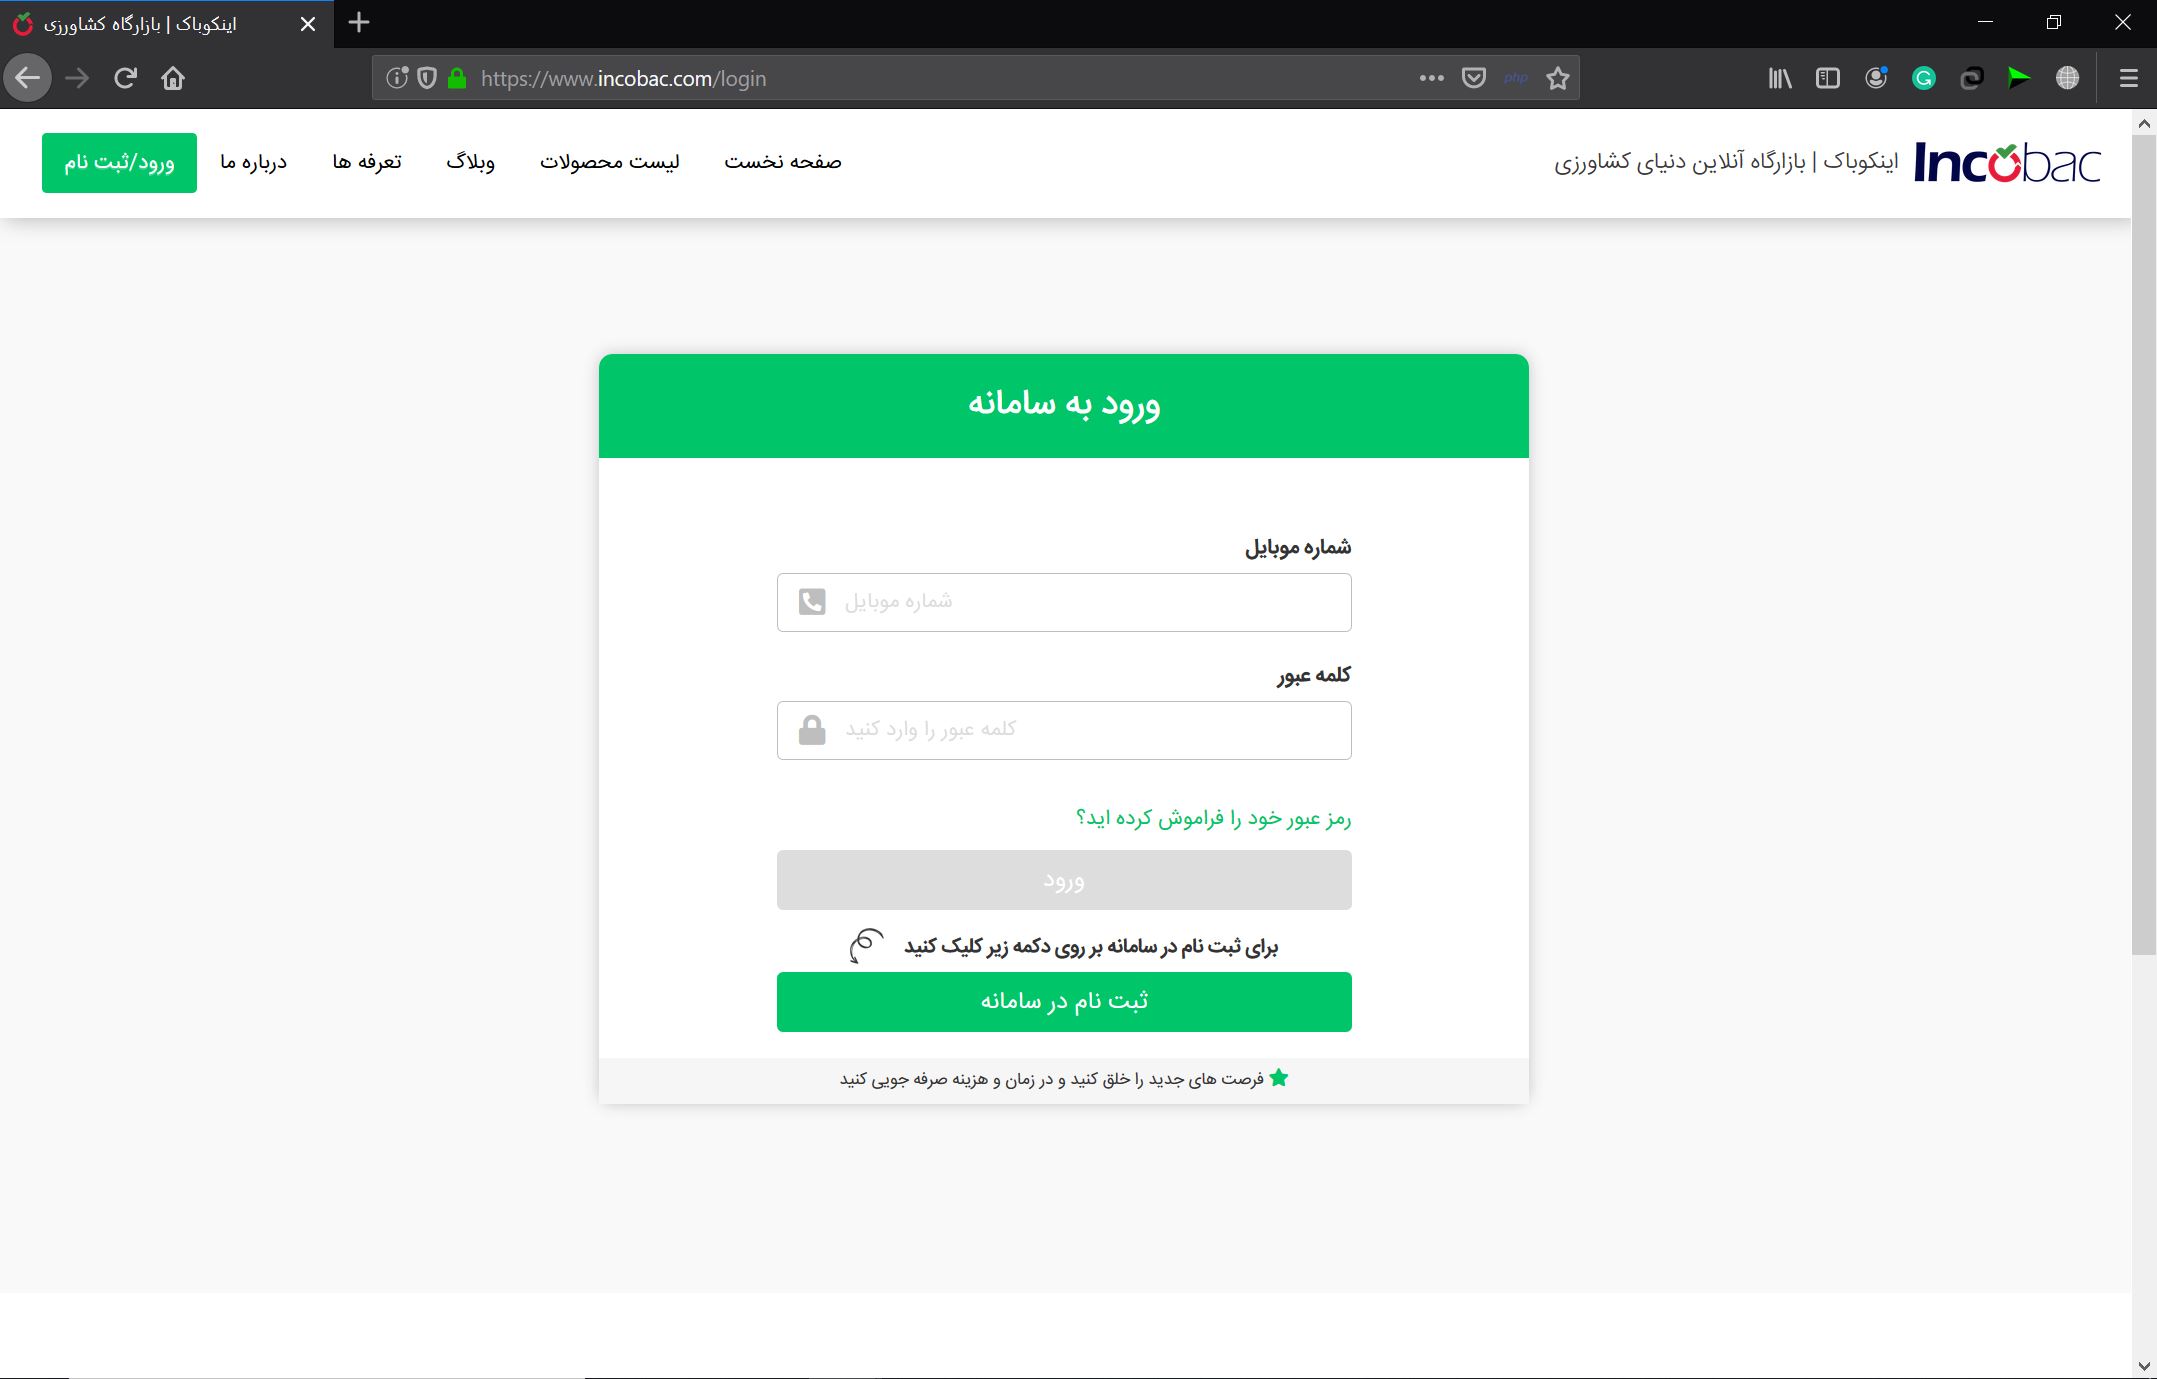 اینکوباک | بازارگاه کشاورزی
https://www.incobac.com/login
php
Incobac
اینکوباک | بازارگاه آنلاین دنیای کشاورزی
صفحه نخست
لیست محصولات
وبلاگ
تعرفه ها
درباره ما
ورود/ثبت نام
ورود به سامانه
شماره موبایل
شماره موبایل
کلمه عبور
کلمه عبور را وارد کنید
رمز عبور خود را فراموش کرده اید؟
ورود
برای ثبت نام در سامانه بر روی دکمه زیر کلیک کنید
ثبت نام در سامانه
فرصت های جدید را خلق کنید و در زمان و هزینه صرفه جویی کنید